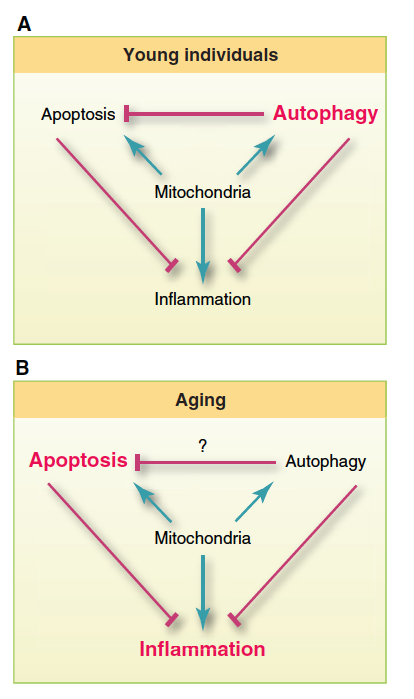 A
Young individuals
Apoptosis Autophagy
Mitochondria
Inflammation
B
Aging
?
Apoptosis Autophagy
Mitochondria
Inflammation